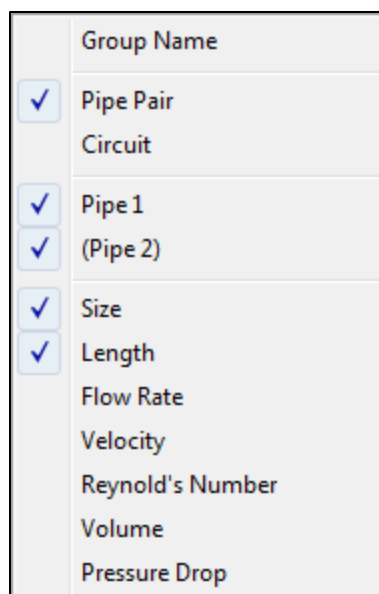 Group Name
Pipe Pair
Circuit
Pipe 1
(Pipe 2)
Size
Length
Flow Rate
Velocity
Reynold's Number
Volume
Pressure Drop